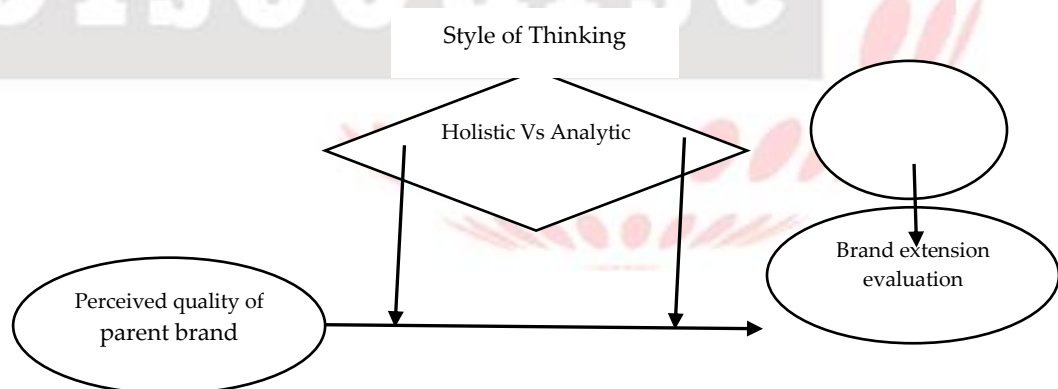 Style of Thinking
Holistic Vs Analytic
Brand extension
evaluation
Perceived quality of
parent brand